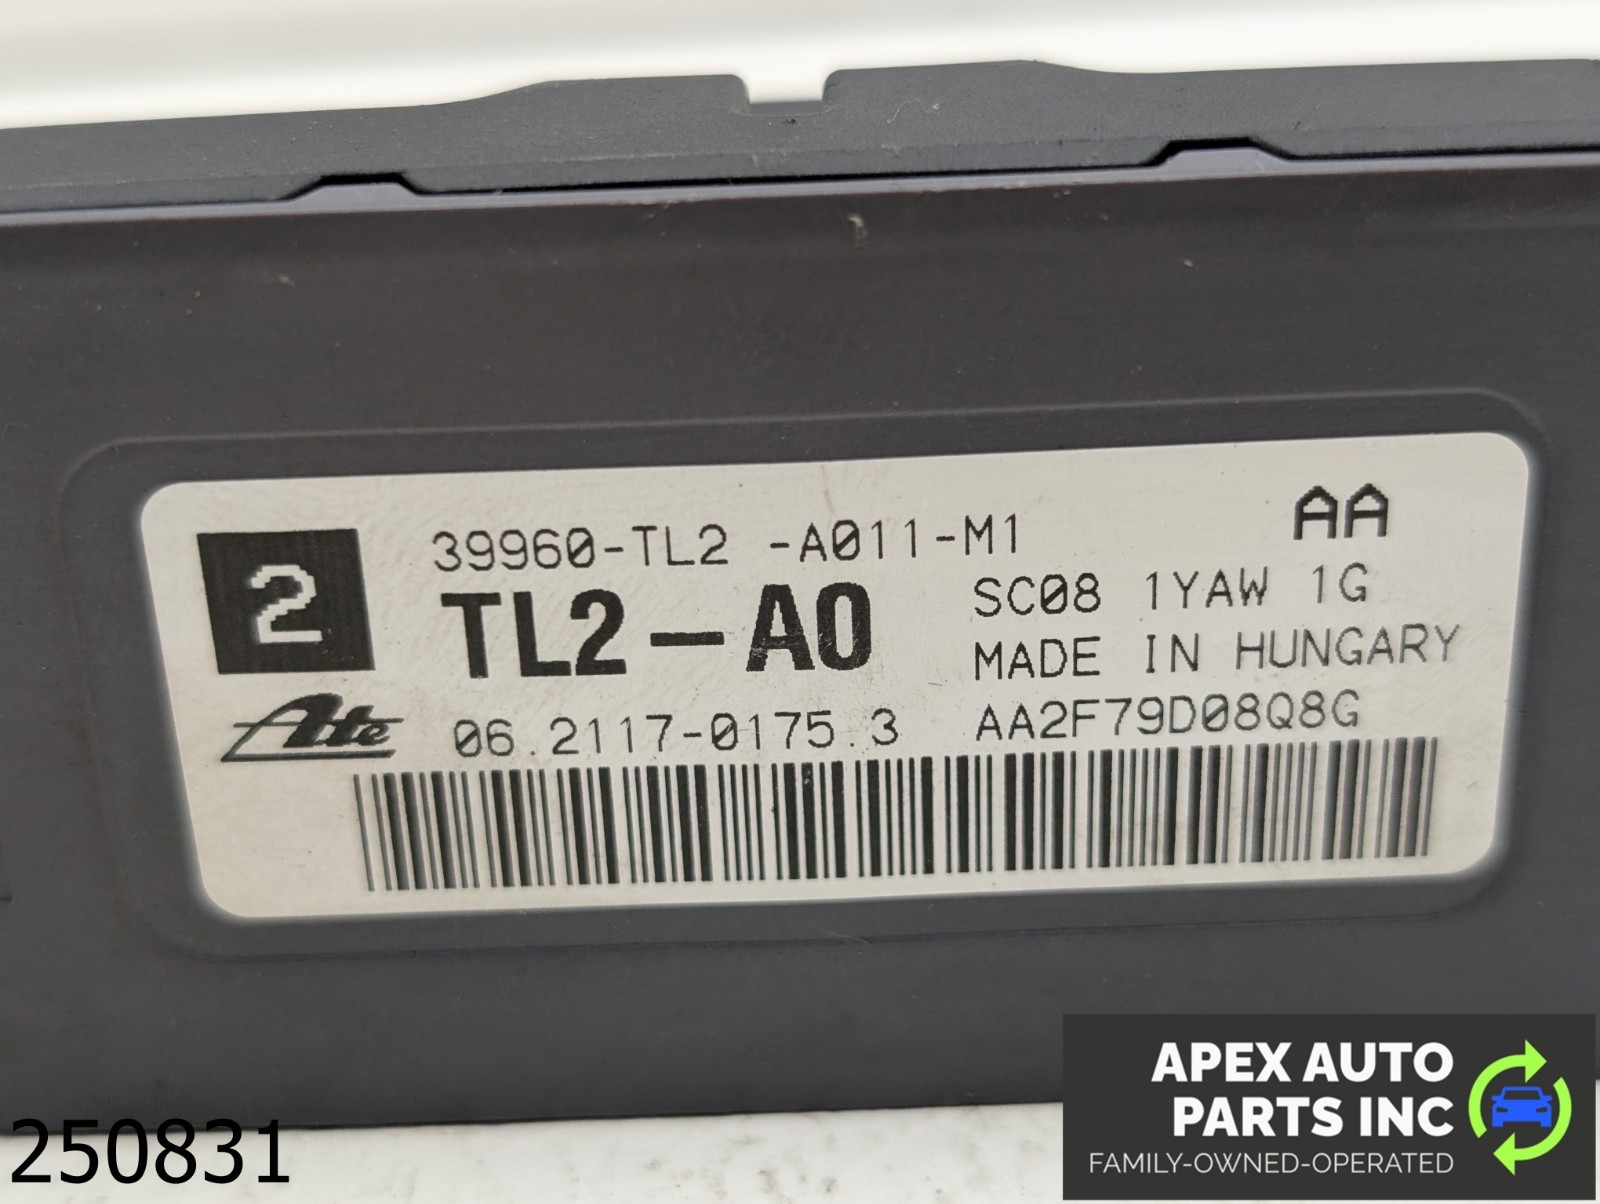 2
39960-TL2 -A011-M1
AA
TL2-A0
SC08 1YAW 1G
MADE IN HUNGARY
Ate
06.2117-0175.3
AA2F79D08Q8G
APEX AUTO
PARTS INC
FAMILY-OWNED-OPERATED
250831